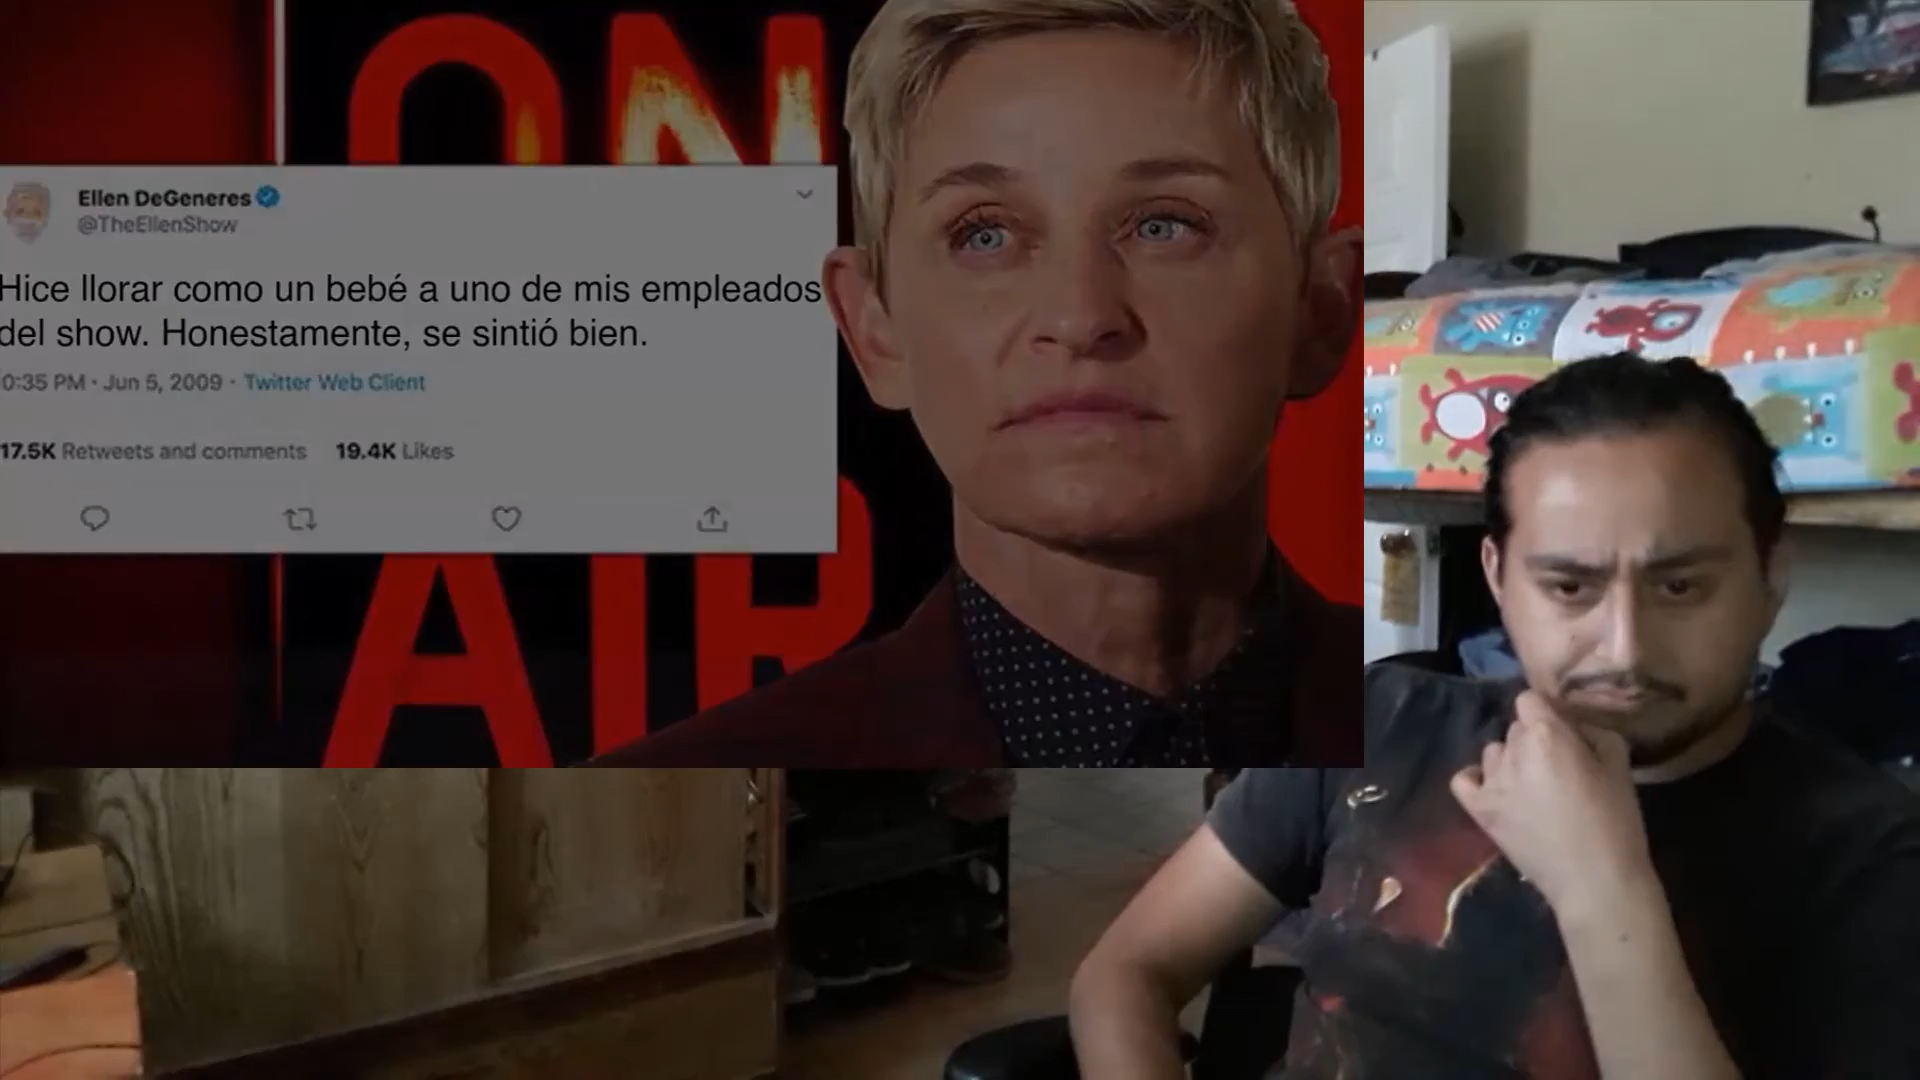 ON
Ellen DeGeneres
@TheEllenShow
Hice llorar como un bebé a uno de mis empleados
del show. Honestamente, se sintió bien.
0:35 PM · Jun 5, 2009 · Twitter Web Client
17.5K Retweets and comments 19.4K Likes
AIR